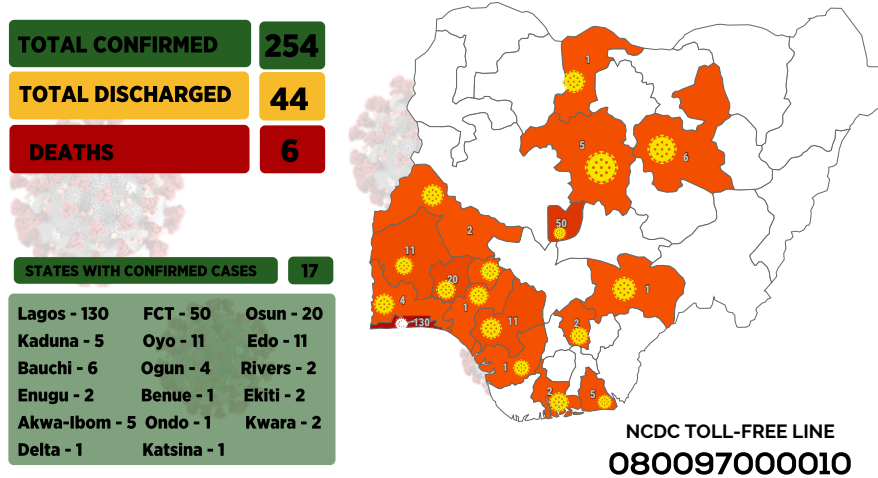 TOTAL CONFIRMED 254
TOTAL DISCHARGED 44
DEATHS 6
STATES WITH CONFIRMED CASES 17
Lagos - 130 FCT - 50 Osun - 20
Kaduna - 5 Oyo - 11 Edo - 11
Bauchi - 6 Ogun - 4 Rivers - 2
Enugu - 2 Benue - 1 Ekiti - 2
Akwa-Ibom - 5 Ondo - 1 Kwara - 2
Delta - 1 Katsina - 1
1
5
6
50
2
11
20
4
1
130
11
1
2
1
2
5
NCDC TOLL-FREE LINE
080097000010